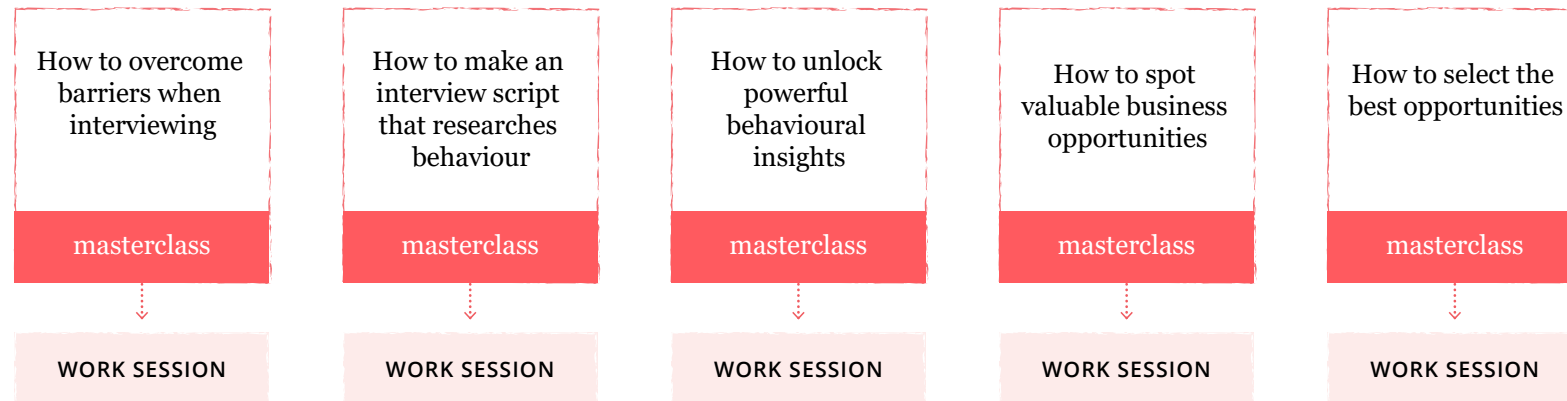 How to overcome
barriers when
interviewing
masterclass
WORK SESSION
How to make an
interview script
that researches
behaviour
masterclass
WORK SESSION
How to unlock
powerful
behavioural
insights
masterclass
WORK SESSION
How to spot
valuable business
opportunities
masterclass
WORK SESSION
How to select the
best opportunities
masterclass
WORK SESSION